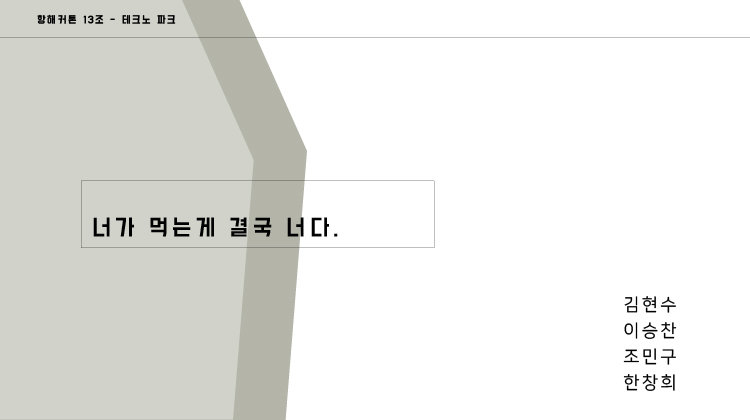 항해커톤 13조 - 테크노 파크
너가 먹는게 결국 너다.
김현수
이승찬
조민구
한창희